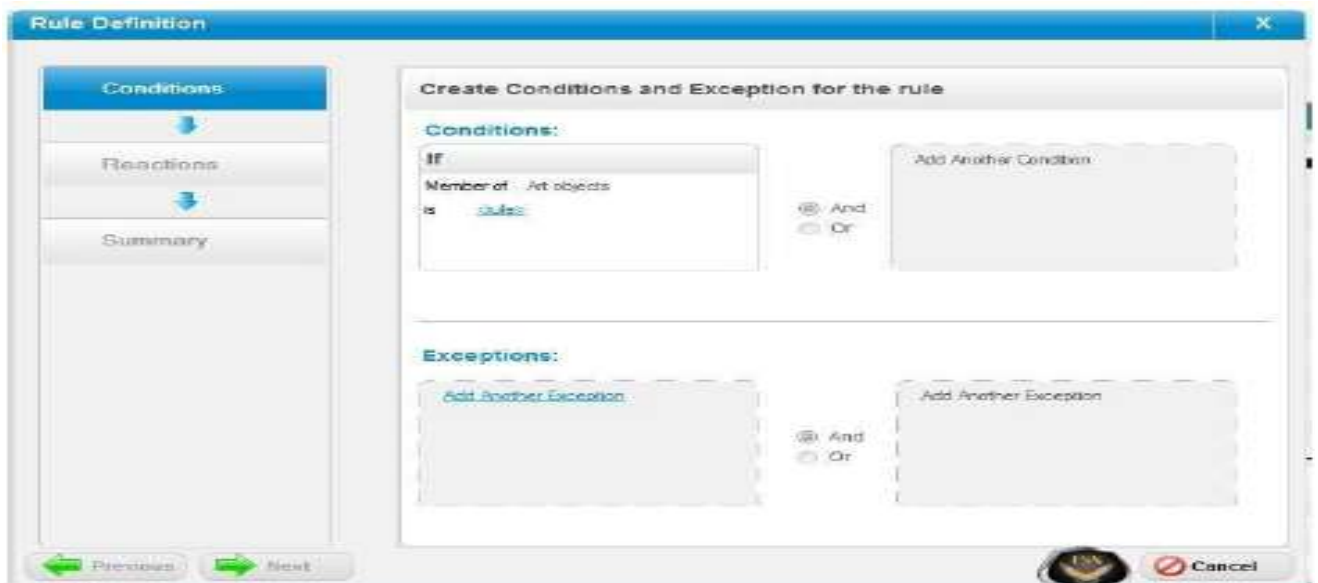 Rule Definition
X
Conditions
Reactions
Summary
Create Conditions and Exception for the rule
Conditions:
If
Member of Art objects
is
And
Or
Add Another Condition
Exceptions:
Add Another Exception
And
Or
Add Another Exception
Previous
Next
Cancel